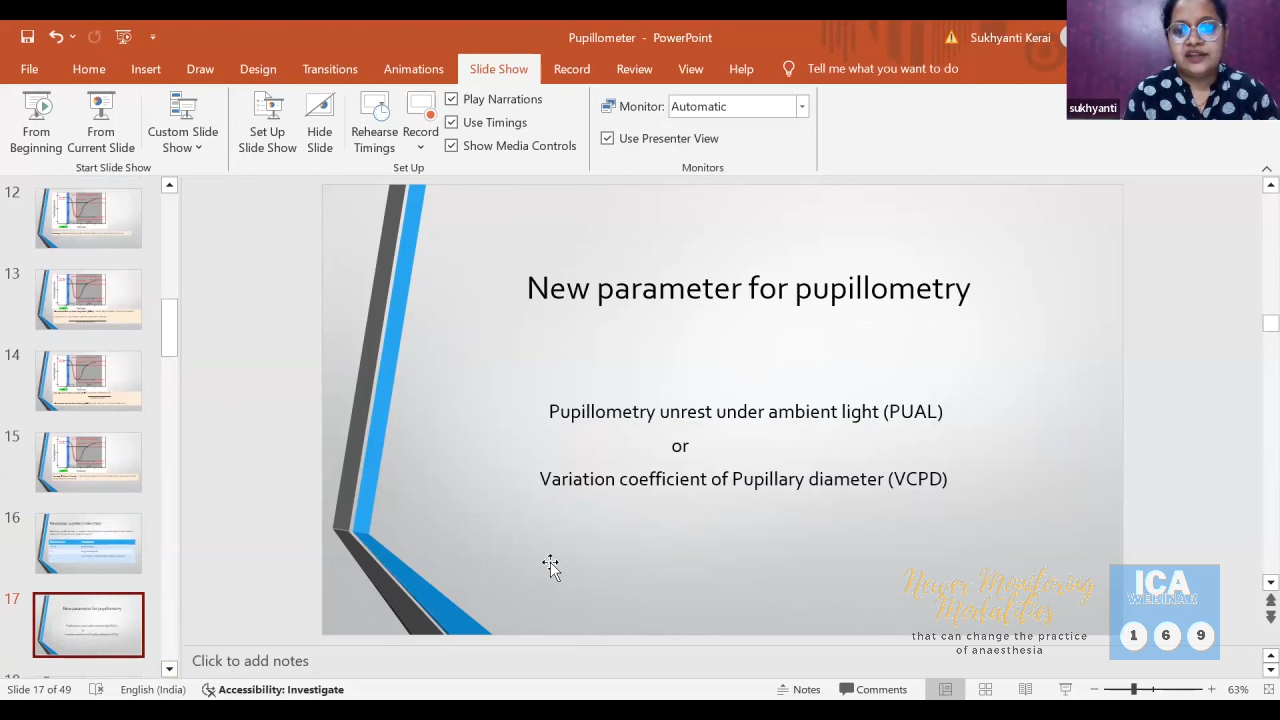 Pupillometer - PowerPoint
Sukhyanti Kerai
File Home Insert Draw Design Transitions Animations Slide Show Record Review View Help Tell me what you want to do
sukhyanti
From Beginning
From Current Slide
Custom Slide Show
Start Slide Show
Set Up Slide Show
Hide Slide
Rehearse Timings
Record
Play Narrations
Use Timings
Show Media Controls
Set Up
Monitor: Automatic
Use Presenter View
Monitors
12
13
14
15
16
17
New parameter for pupillometry
New parameter for pupillometry
Pupillometry unrest under ambient light (PUAL)
or
Variation coefficient of Pupillary diameter (VCPD)
Newer Monitoring
Modalities
that can change the practice
of anaesthesia
ICA
WEBINAR
1 6 9
Click to add notes
Slide 17 of 49 English (India) Accessibility: Investigate Notes Comments 63%